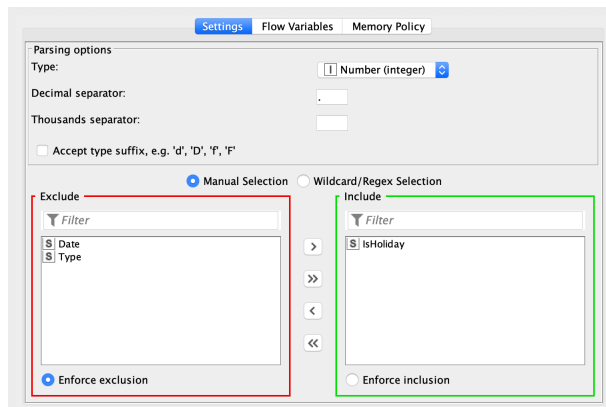 Settings Flow Variables Memory Policy
Parsing options
Type: I Number (integer)
Decimal separator: .
Thousands separator:
Accept type suffix, e.g. 'd', 'D', 'f', 'F'
Manual Selection Wildcard/Regex Selection
Exclude Include
Filter Filter
S Date S IsHoliday
S Type
>
>>
<
<<
Enforce exclusion Enforce inclusion